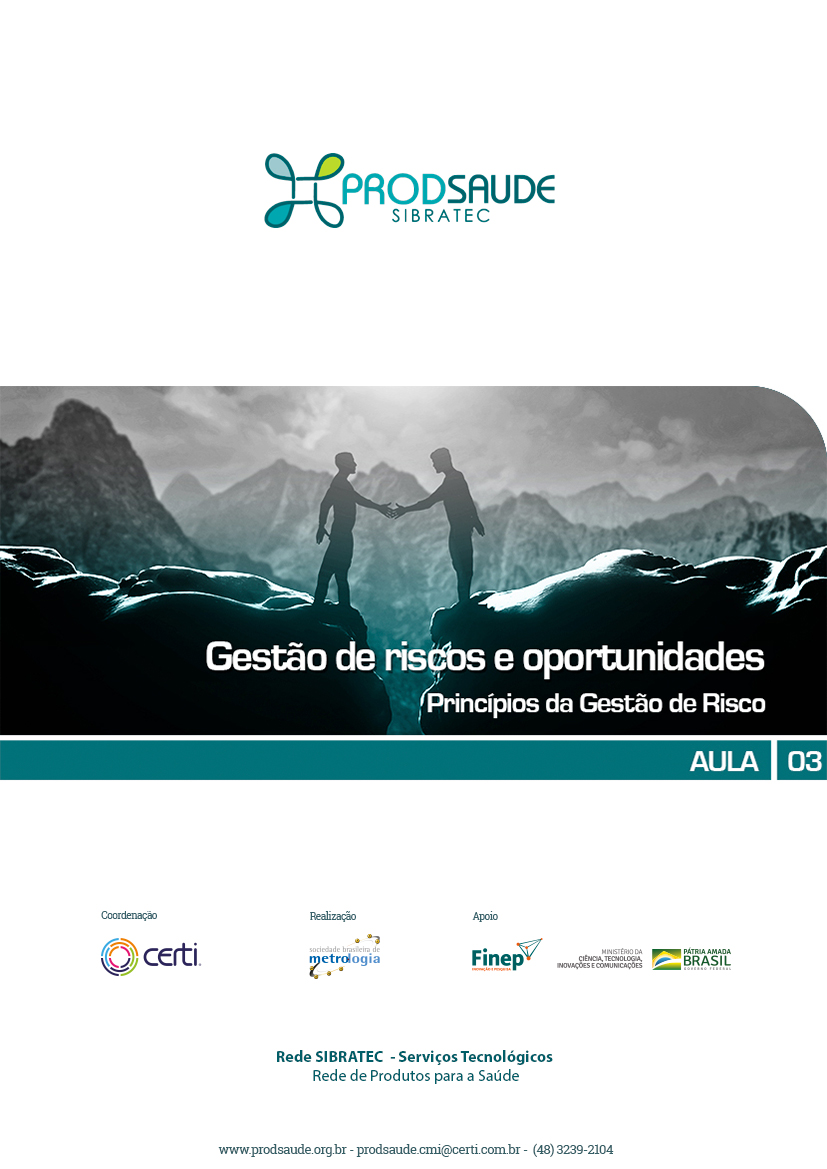 PRODSAUDE
SIBRATEC
Gestão de riscos e oportunidades
Princípios da Gestão de Risco
AULA 03
Coordenação
Realização
Apoio
certi
sociedade brasileira de
metrologia
Finep
INOVAÇÃO E PESQUISA
MINISTÉRIO DA
CIÊNCIA, TECNOLOGIA,
INOVAÇÕES E COMUNICAÇÕES
PÁTRIA AMADA
BRASIL
GOVERNO FEDERAL
Rede SIBRATEC - Serviços Tecnológicos
Rede de Produtos para a Saúde
www.prodsaude.org.br - prodsaude.cmi@certi.com.br - (48) 3239-2104